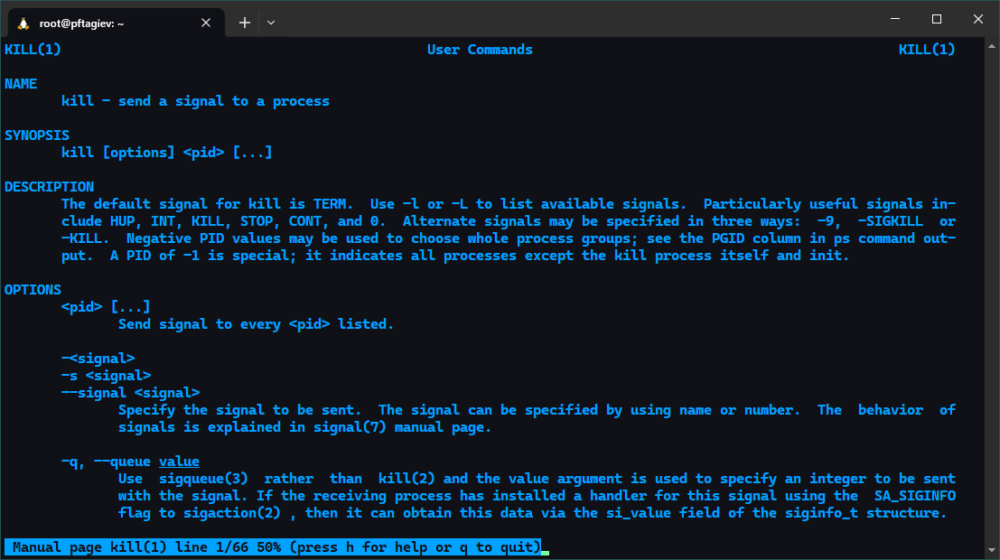 root@pftagiev: ~
KILL(1) User Commands KILL(1)
NAME
kill - send a signal to a process
SYNOPSIS
kill [options] <pid> [...]
DESCRIPTION
The default signal for kill is TERM.  Use -l or -L to list available signals.  Particularly useful signals in-
clude HUP, INT, KILL, STOP, CONT, and 0.  Alternate signals may be specified in three ways:  -9,  -SIGKILL  or
-KILL.  Negative PID values may be used to choose whole process groups; see the PGID column in ps command out-
put.  A PID of -1 is special; it indicates all processes except the kill process itself and init.
OPTIONS
<pid> [...]
Send signal to every <pid> listed.
-<signal>
-s <signal>
--signal <signal>
Specify the signal to be sent.  The signal can be specified by using name or number.  The  behavior  of
signals is explained in signal(7) manual page.
-q, --queue value
Use  sigqueue(3)  rather  than  kill(2) and the value argument is used to specify an integer to be sent
with the signal. If the receiving process has installed a handler for this signal using the  SA_SIGINFO
flag to sigaction(2) , then it can obtain this data via the si_value field of the siginfo_t structure.
Manual page kill(1) line 1/66 50% (press h for help or q to quit)